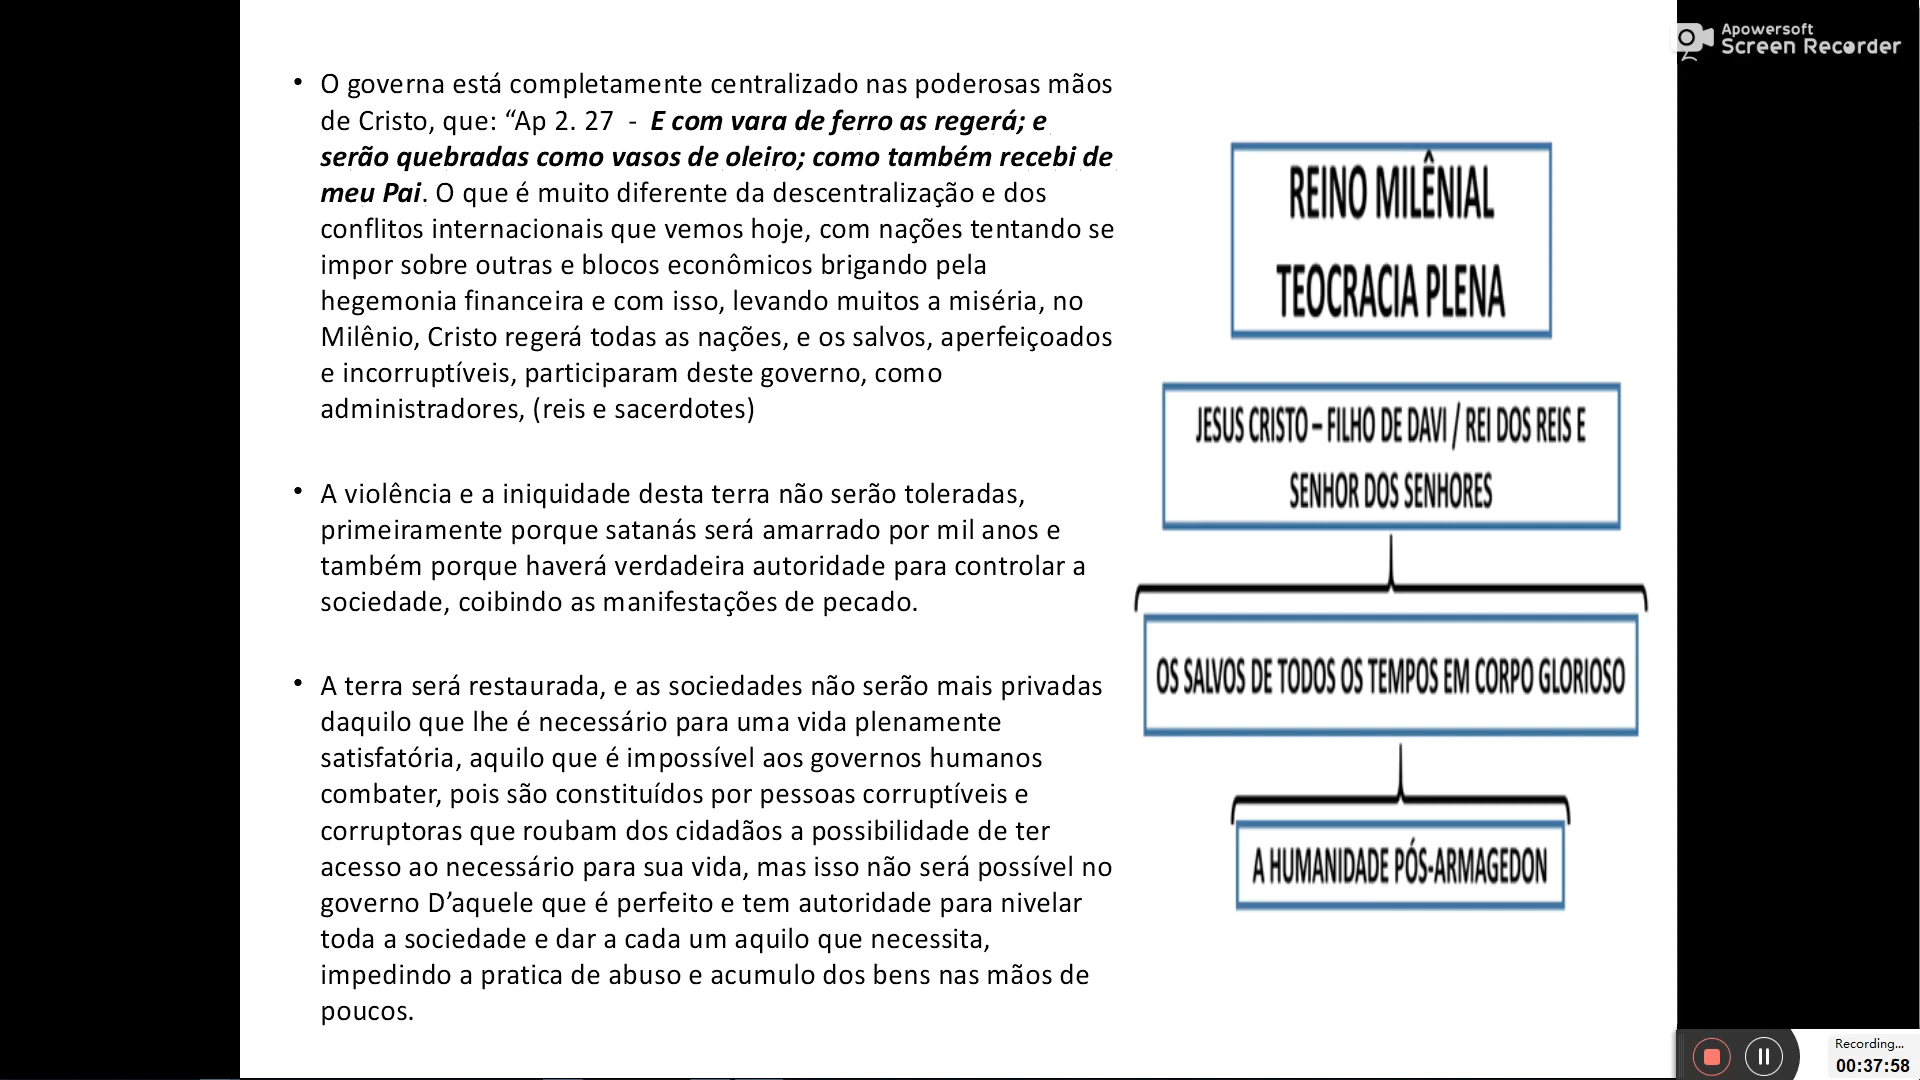 • O governa está completamente centralizado nas poderosas mãos
de Cristo, que: “Ap 2. 27  -  E com vara de ferro as regerá; e
serão quebradas como vasos de oleiro; como também recebi de
meu Pai. O que é muito diferente da descentralização e dos
conflitos internacionais que vemos hoje, com nações tentando se
impor sobre outras e blocos econômicos brigando pela
hegemonia financeira e com isso, levando muitos a miséria, no
Milênio, Cristo regerá todas as nações, e os salvos, aperfeiçoados
e incorruptíveis, participaram deste governo, como
administradores, (reis e sacerdotes)
• A violência e a iniquidade desta terra não serão toleradas,
primeiramente porque satanás será amarrado por mil anos e
também porque haverá verdadeira autoridade para controlar a
sociedade, coibindo as manifestações de pecado.
• A terra será restaurada, e as sociedades não serão mais privadas
daquilo que lhe é necessário para uma vida plenamente
satisfatória, aquilo que é impossível aos governos humanos
combater, pois são constituídos por pessoas corruptíveis e
corruptoras que roubam dos cidadãos a possibilidade de ter
acesso ao necessário para sua vida, mas isso não será possível no
governo D’aquele que é perfeito e tem autoridade para nivelar
toda a sociedade e dar a cada um aquilo que necessita,
impedindo a pratica de abuso e acumulo dos bens nas mãos de
poucos.
REINO MILÊNIAL
TEOCRACIA PLENA
JESUS CRISTO – FILHO DE DAVI / REI DOS REIS E
SENHOR DOS SENHORES
OS SALVOS DE TODOS OS TEMPOS EM CORPO GLORIOSO
A HUMANIDADE PÓS-ARMAGEDON
Apowersoft
Screen Recorder
Recording...
00:37:58